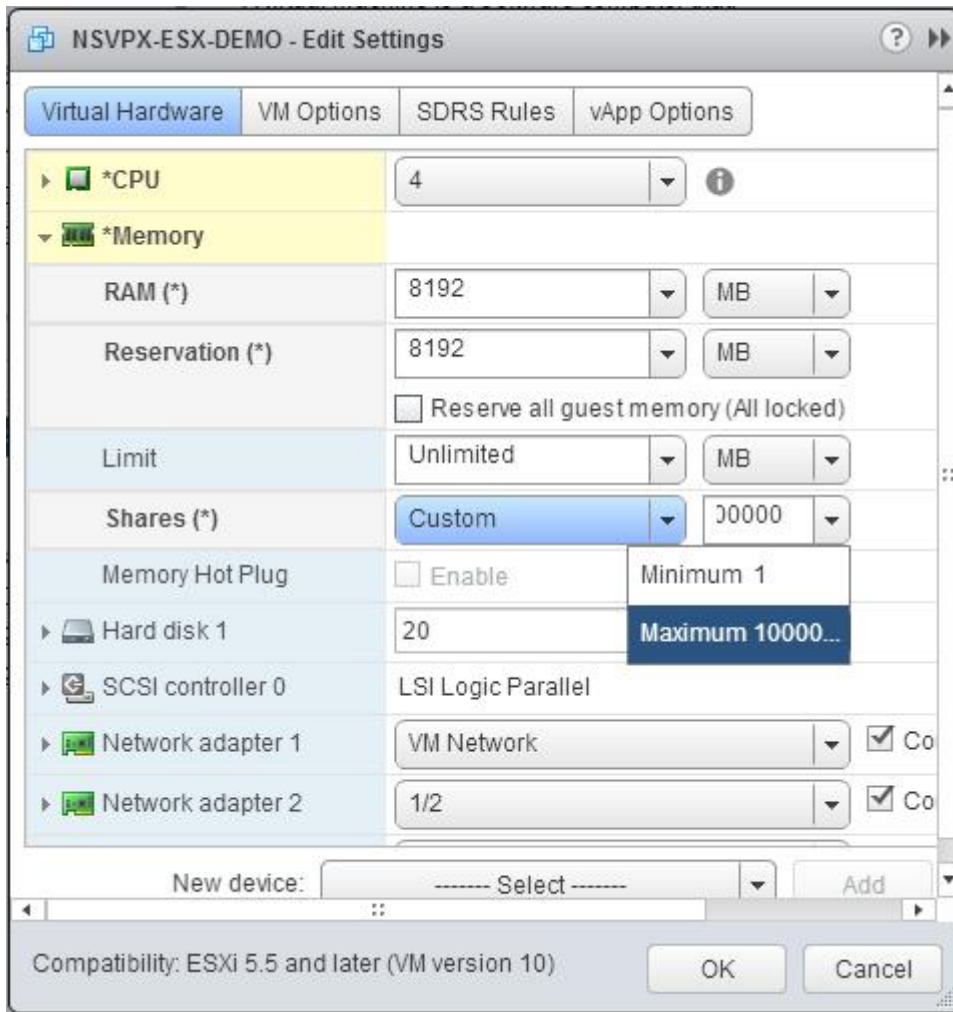 NSVPX-ESX-DEMO - Edit Settings ?
Virtual Hardware VM Options SDRS Rules vApp Options
*CPU 4
*Memory
RAM (*) 8192 MB
Reservation (*) 8192 MB
Reserve all guest memory (All locked)
Limit Unlimited MB
Shares (*) Custom 00000
Memory Hot Plug Enable Minimum 1
Hard disk 1 20 Maximum 10000...
SCSI controller 0 LSI Logic Parallel
Network adapter 1 VM Network Co
Network adapter 2 1/2 Co
New device: ------- Select ------- Add
Compatibility: ESXi 5.5 and later (VM version 10) OK Cancel